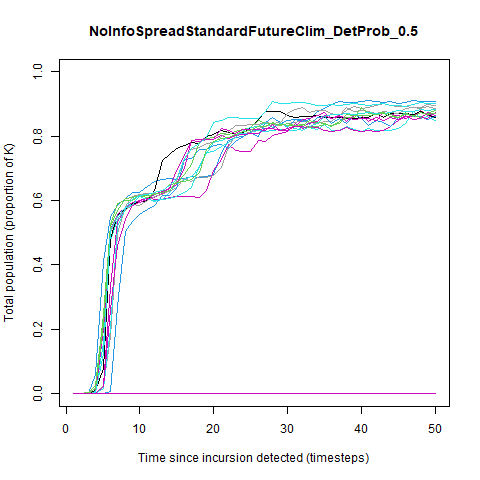 NoInfoSpreadStandardFutureClim_DetProb_0.5
Total population (proportion of K)
1.0
0.8
0.6
0.4
0.2
0.0
0 10 20 30 40 50
Time since incursion detected (timesteps)